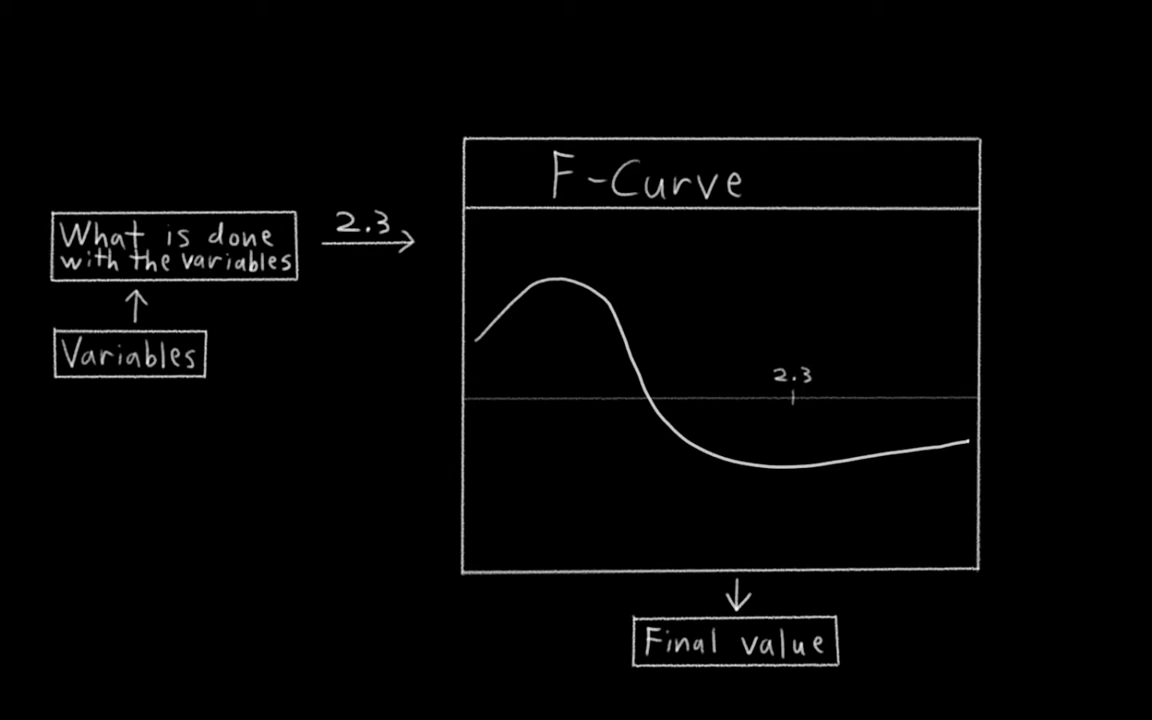 F-Curve
What is done
with the variables
2.3
Variables
2.3
Final value